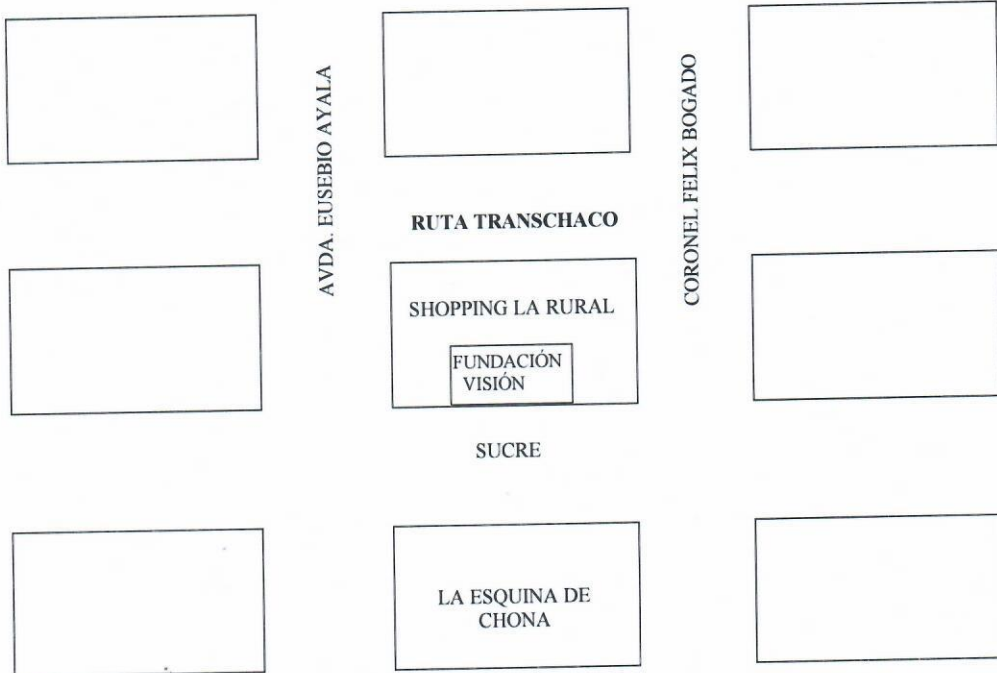 AVDA. EUSEBIO AYALA
CORONEL FELIX BOGADO
RUTA TRANSCHACO
SHOPPING LA RURAL
FUNDACIÓN
VISIÓN
SUCRE
LA ESQUINA DE
CHONA